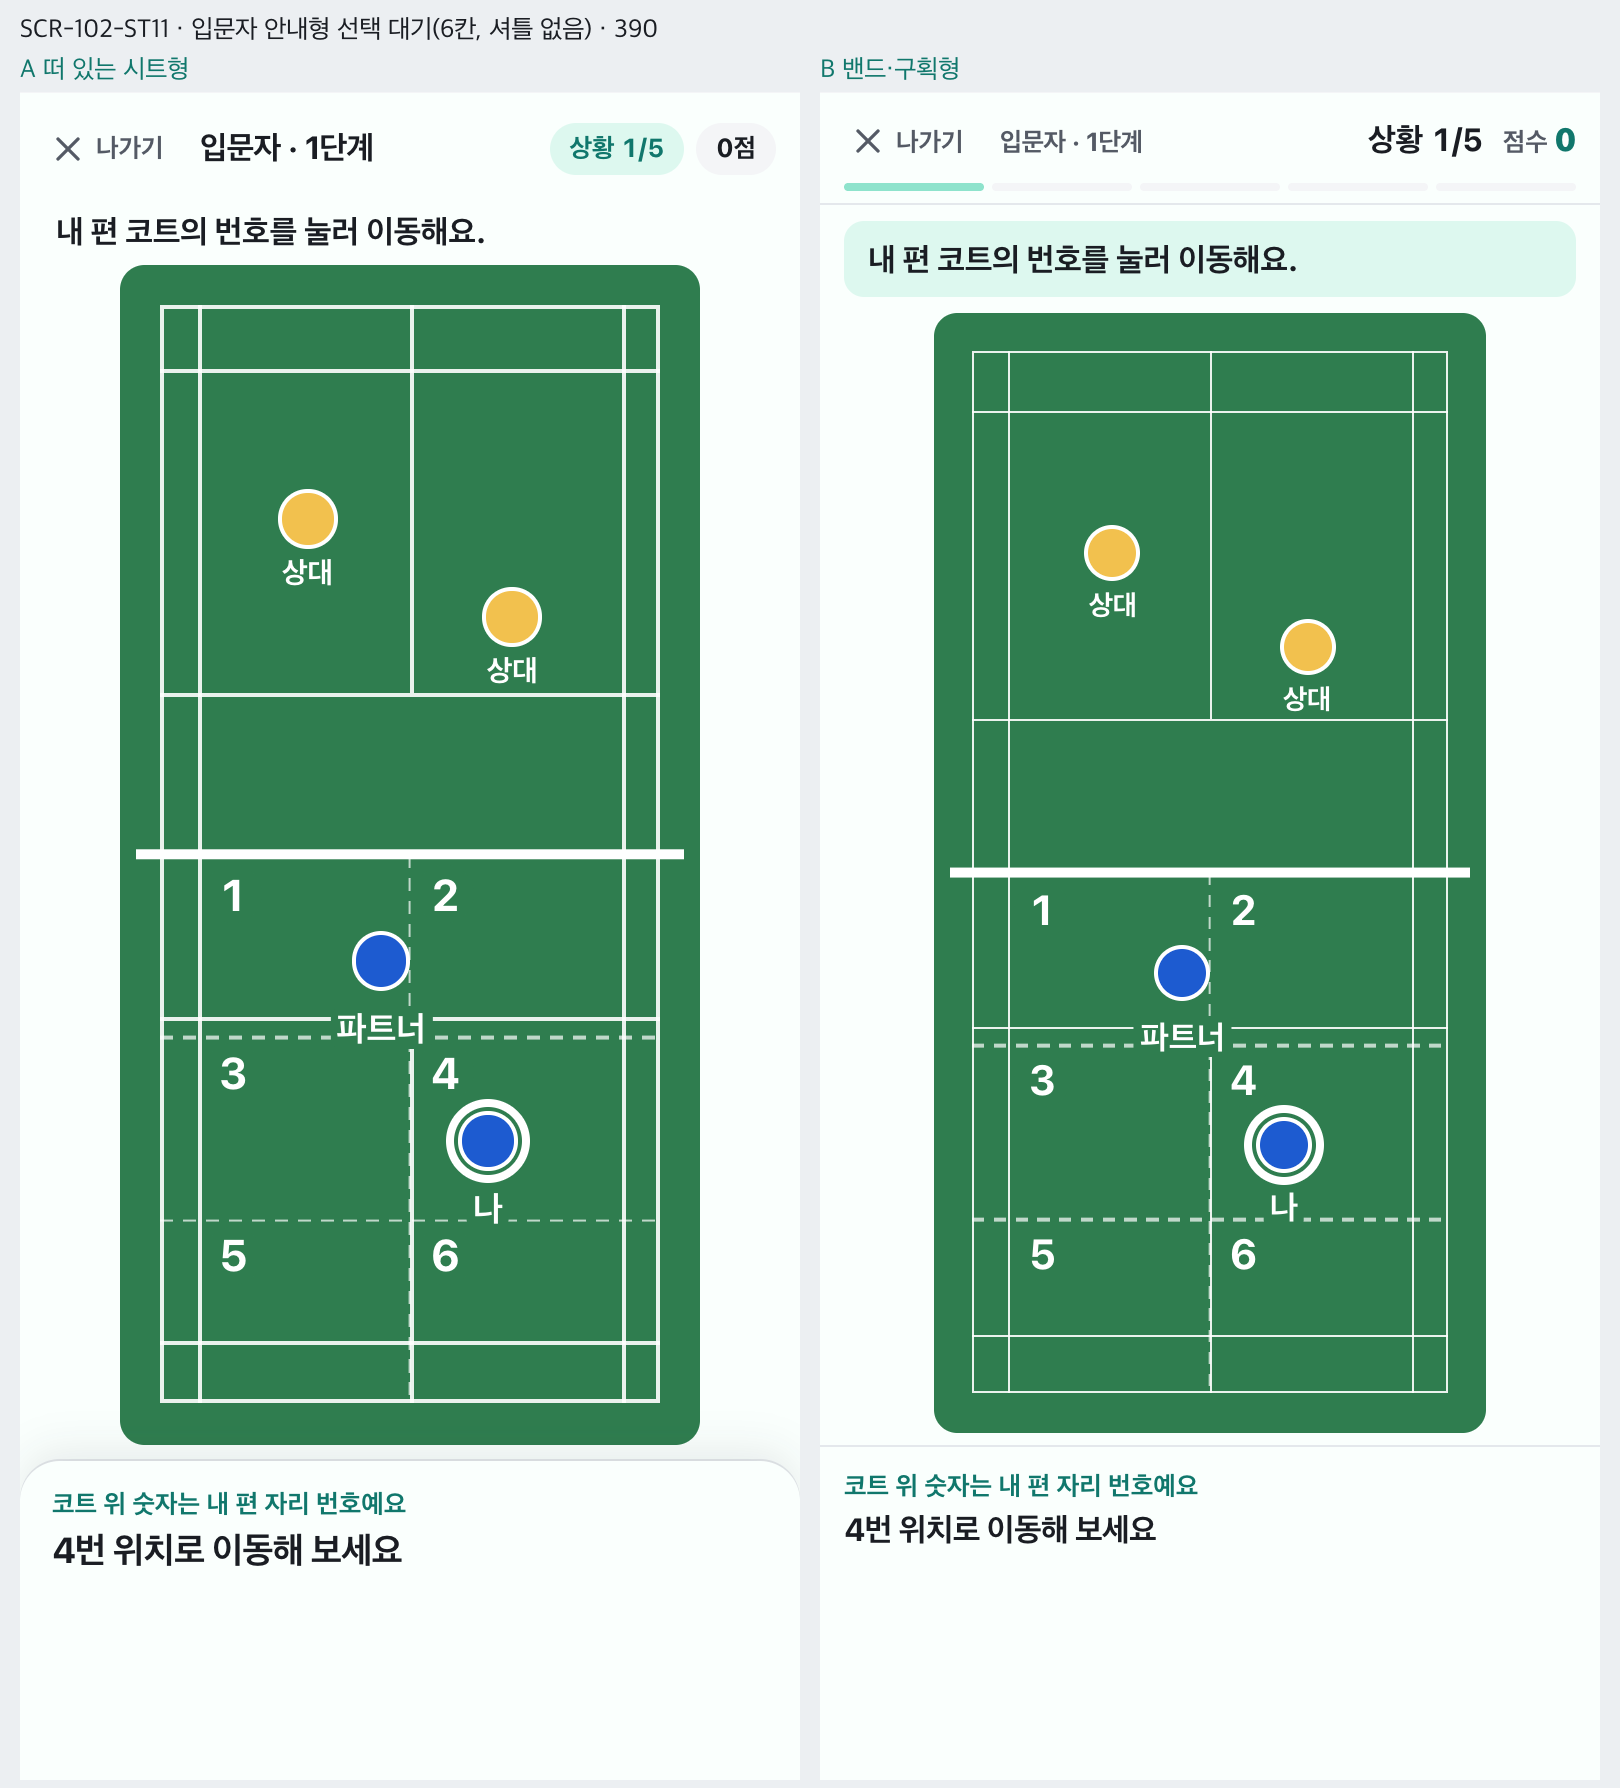 SCR-102-ST11 · 입문자 안내형 선택 대기(6칸, 셔틀 없음) · 390
A 떠 있는 시트형
나가기 입문자 · 1단계 상황 1/5 0점
내 편 코트의 번호를 눌러 이동해요.
상대
상대
1 2
파트너
3 4
나
5 6
코트 위 숫자는 내 편 자리 번호예요
4번 위치로 이동해 보세요
B 밴드·구획형
나가기 입문자 · 1단계 상황 1/5 점수 0
내 편 코트의 번호를 눌러 이동해요.
상대
상대
1 2
파트너
3 4
나
5 6
코트 위 숫자는 내 편 자리 번호예요
4번 위치로 이동해 보세요